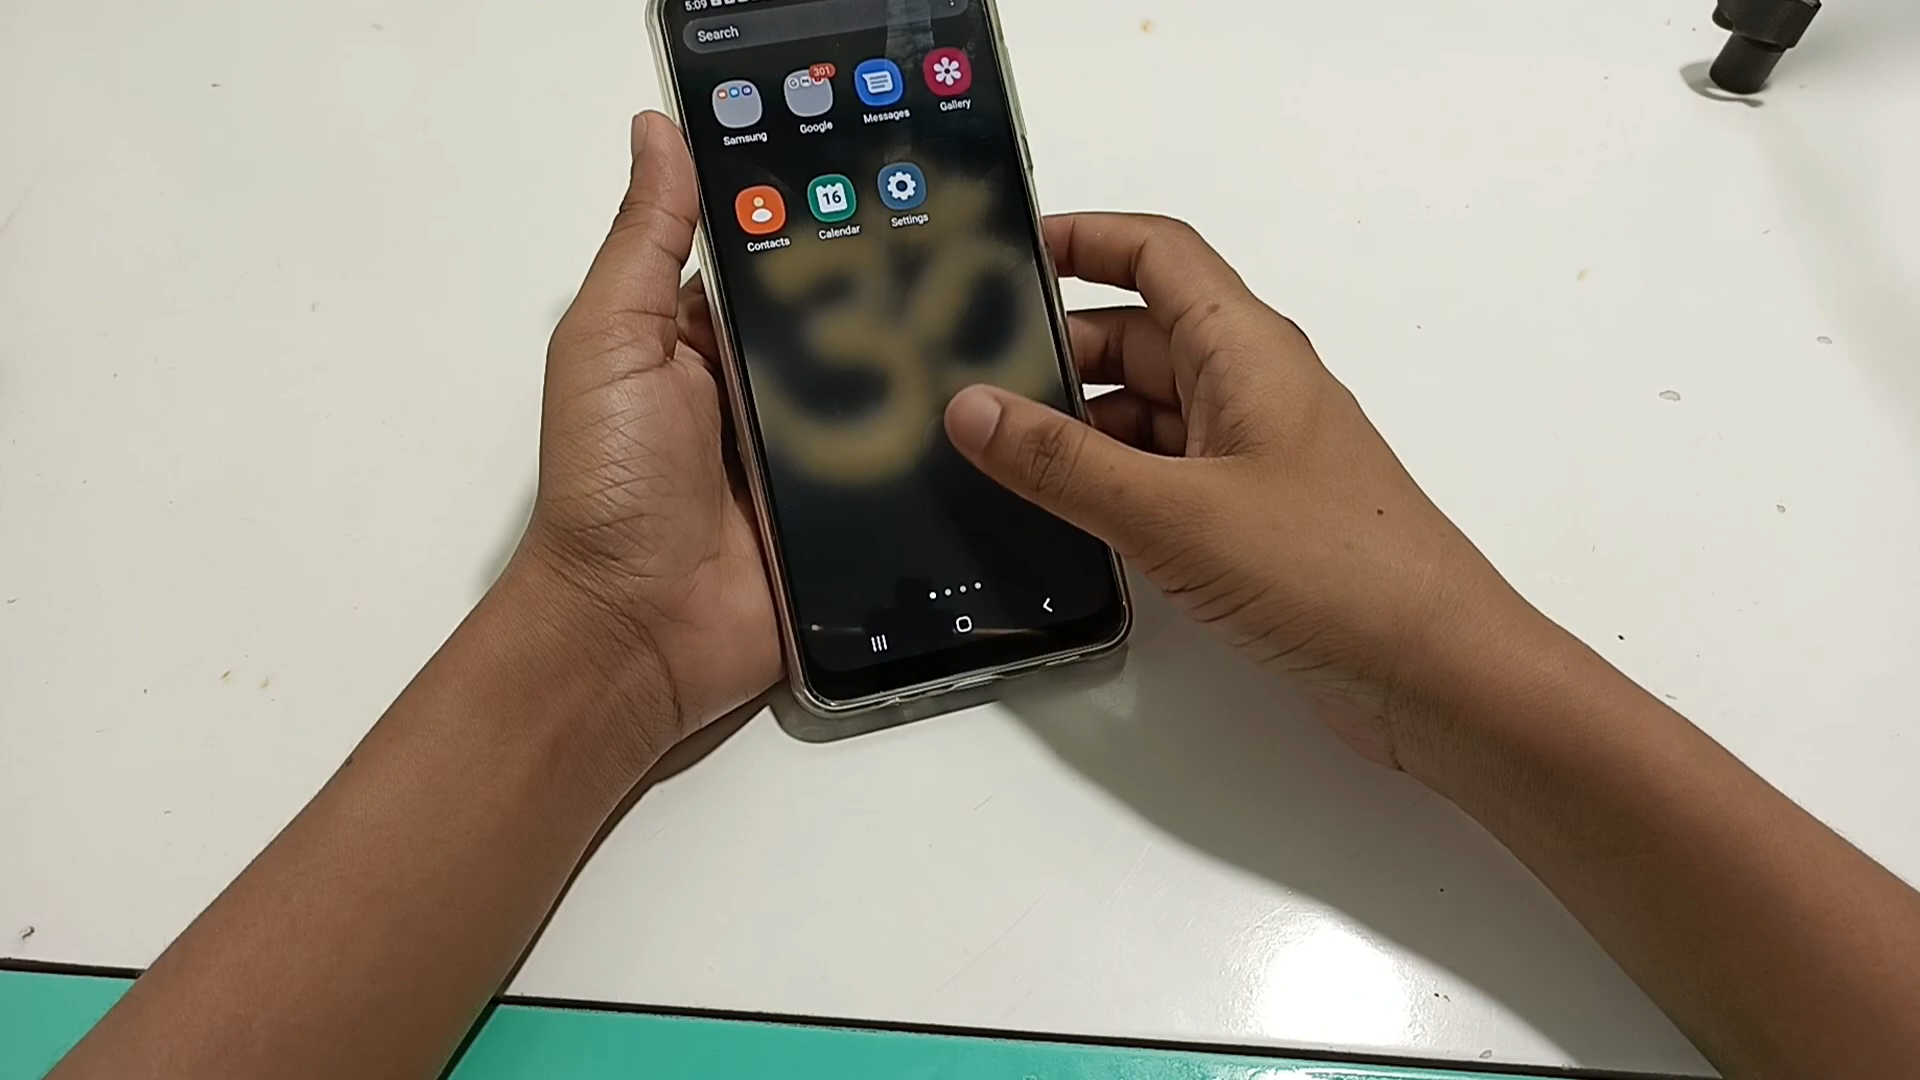 5:09
Search
301
Samsung
Google
Messages
Gallery
16
Contacts
Calendar
Settings
ॐ